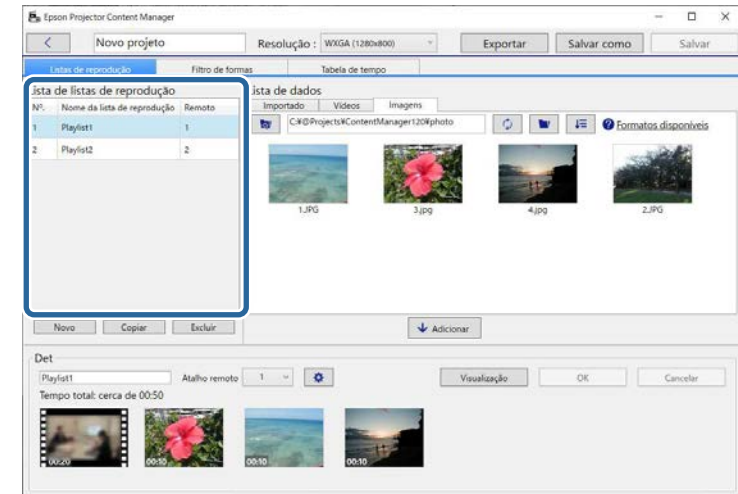 Epson Projector Content Manager
Novo projeto Resolução : WXGA (1280x800) Exportar Salvar como Salvar
Listas de reprodução Filtro de formas Tabela de tempo
Lista de listas de reprodução
Nº. Nome da lista de reprodução Remoto
1 Playlist1 1
2 Playlist2 2
ista de dados
Importado Vídeos Imagens
C:¥@Projects¥ContentManager120¥photo Formatos disponíveis
1.JPG 3.jpg 4.jpg 2.JPG
Novo Copiar Excluir Adicionar
Det
Playlist1 Atalho remoto 1 Visualização OK Cancelar
Tempo total: cerca de 00:50
00:20 00:10 00:10 00:10